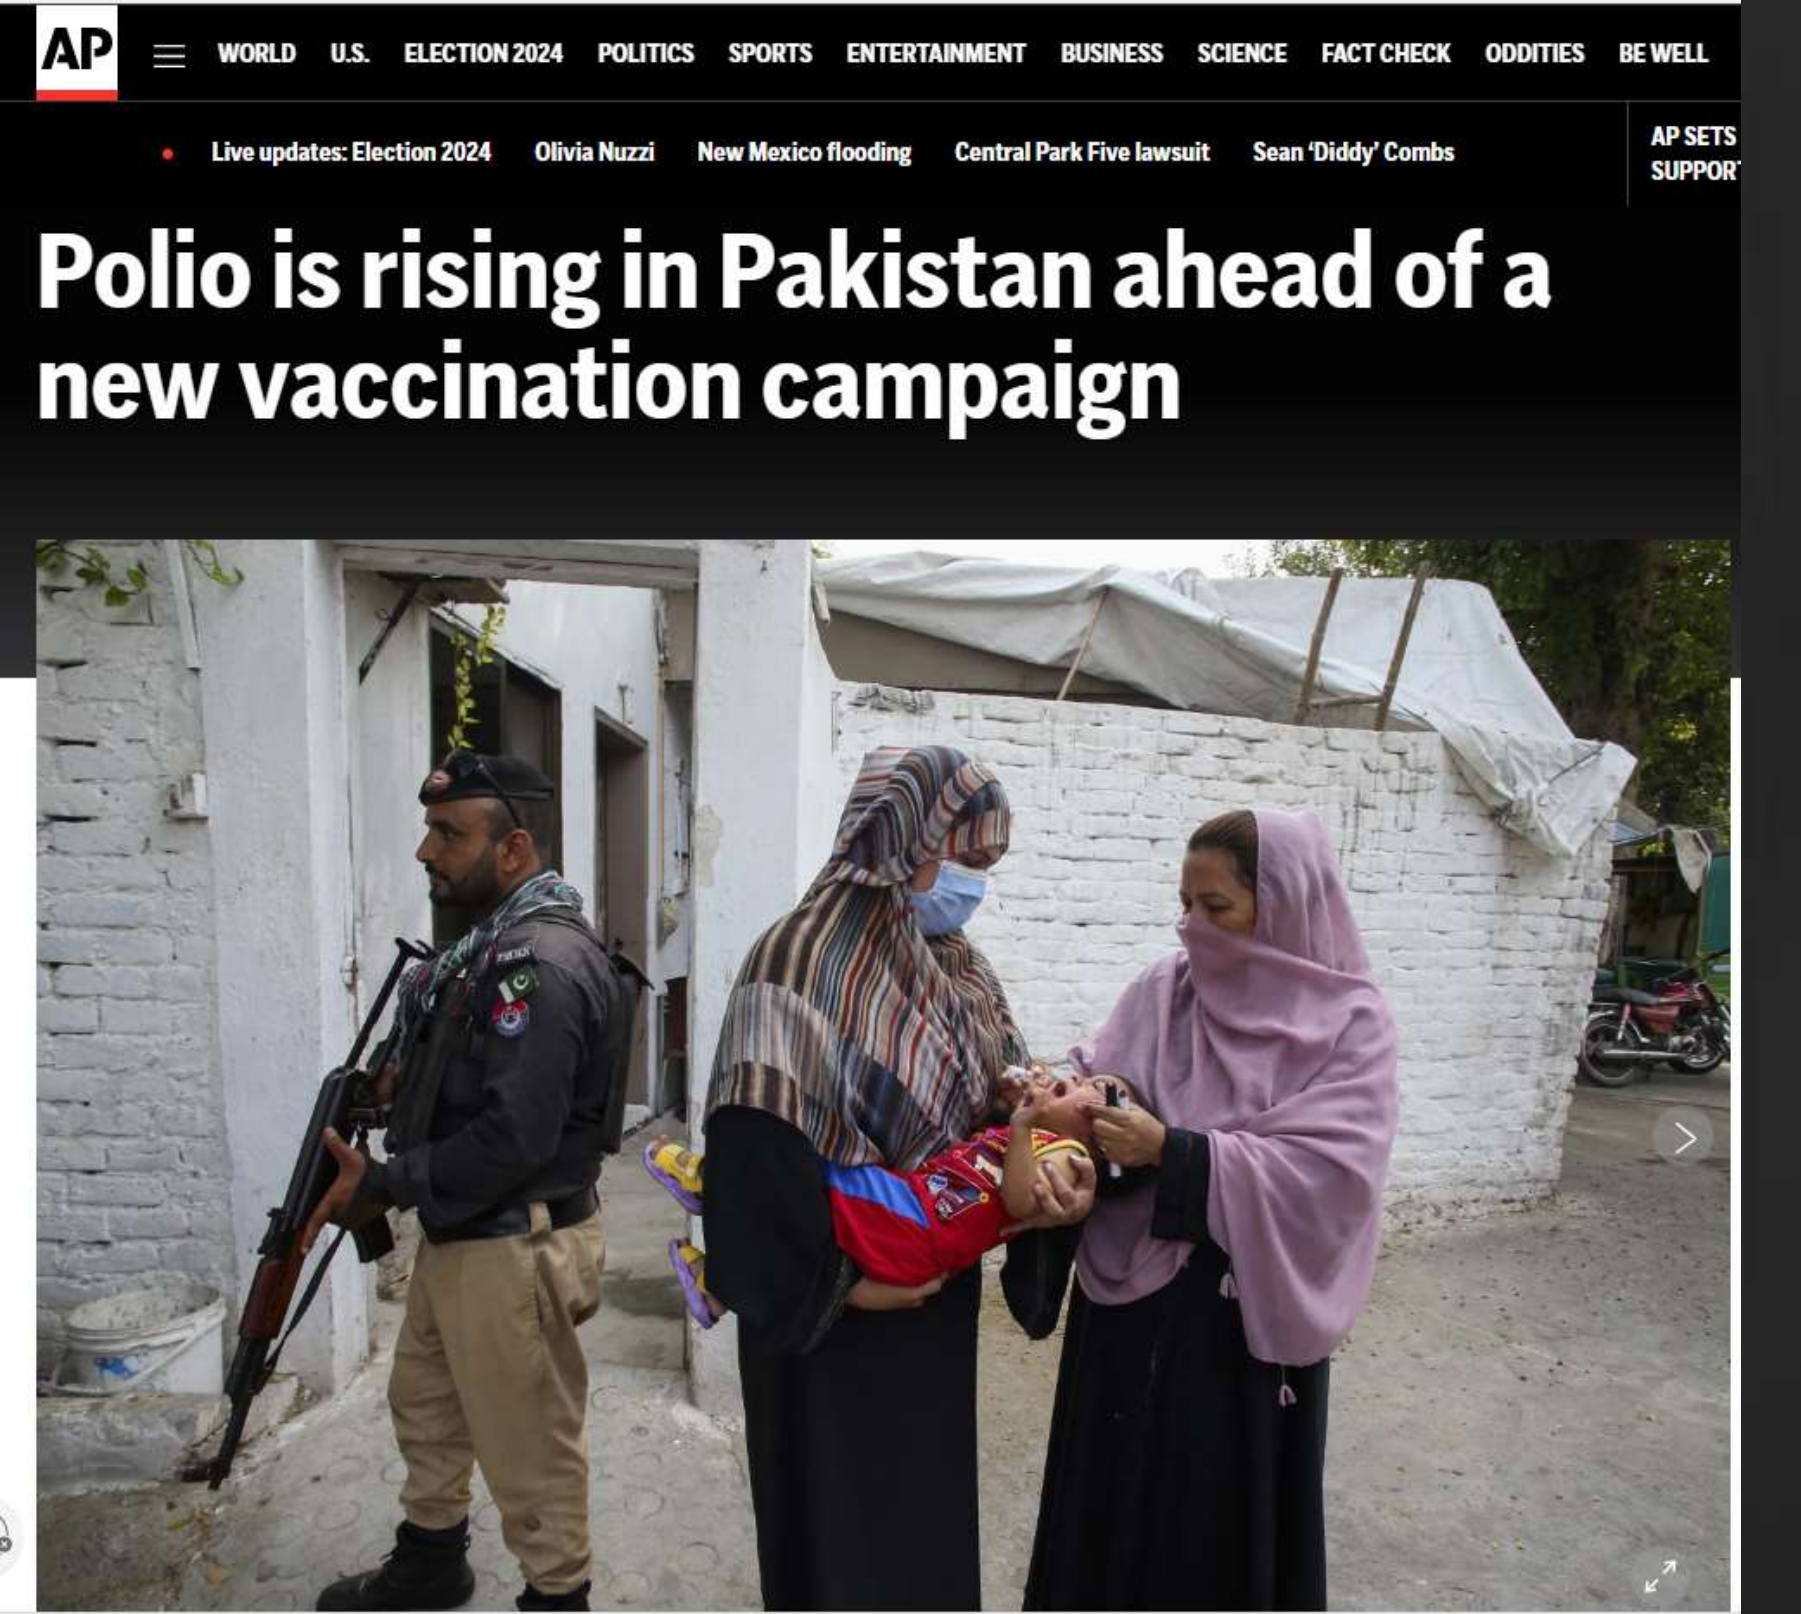 AP
WORLD U.S. ELECTION 2024 POLITICS SPORTS ENTERTAINMENT BUSINESS SCIENCE FACT CHECK ODDITIES BE WELL
Live updates: Election 2024 Olivia Nuzzi New Mexico flooding Central Park Five lawsuit Sean ‘Diddy’ Combs
AP SETS
SUPPORT
Polio is rising in Pakistan ahead of a
new vaccination campaign